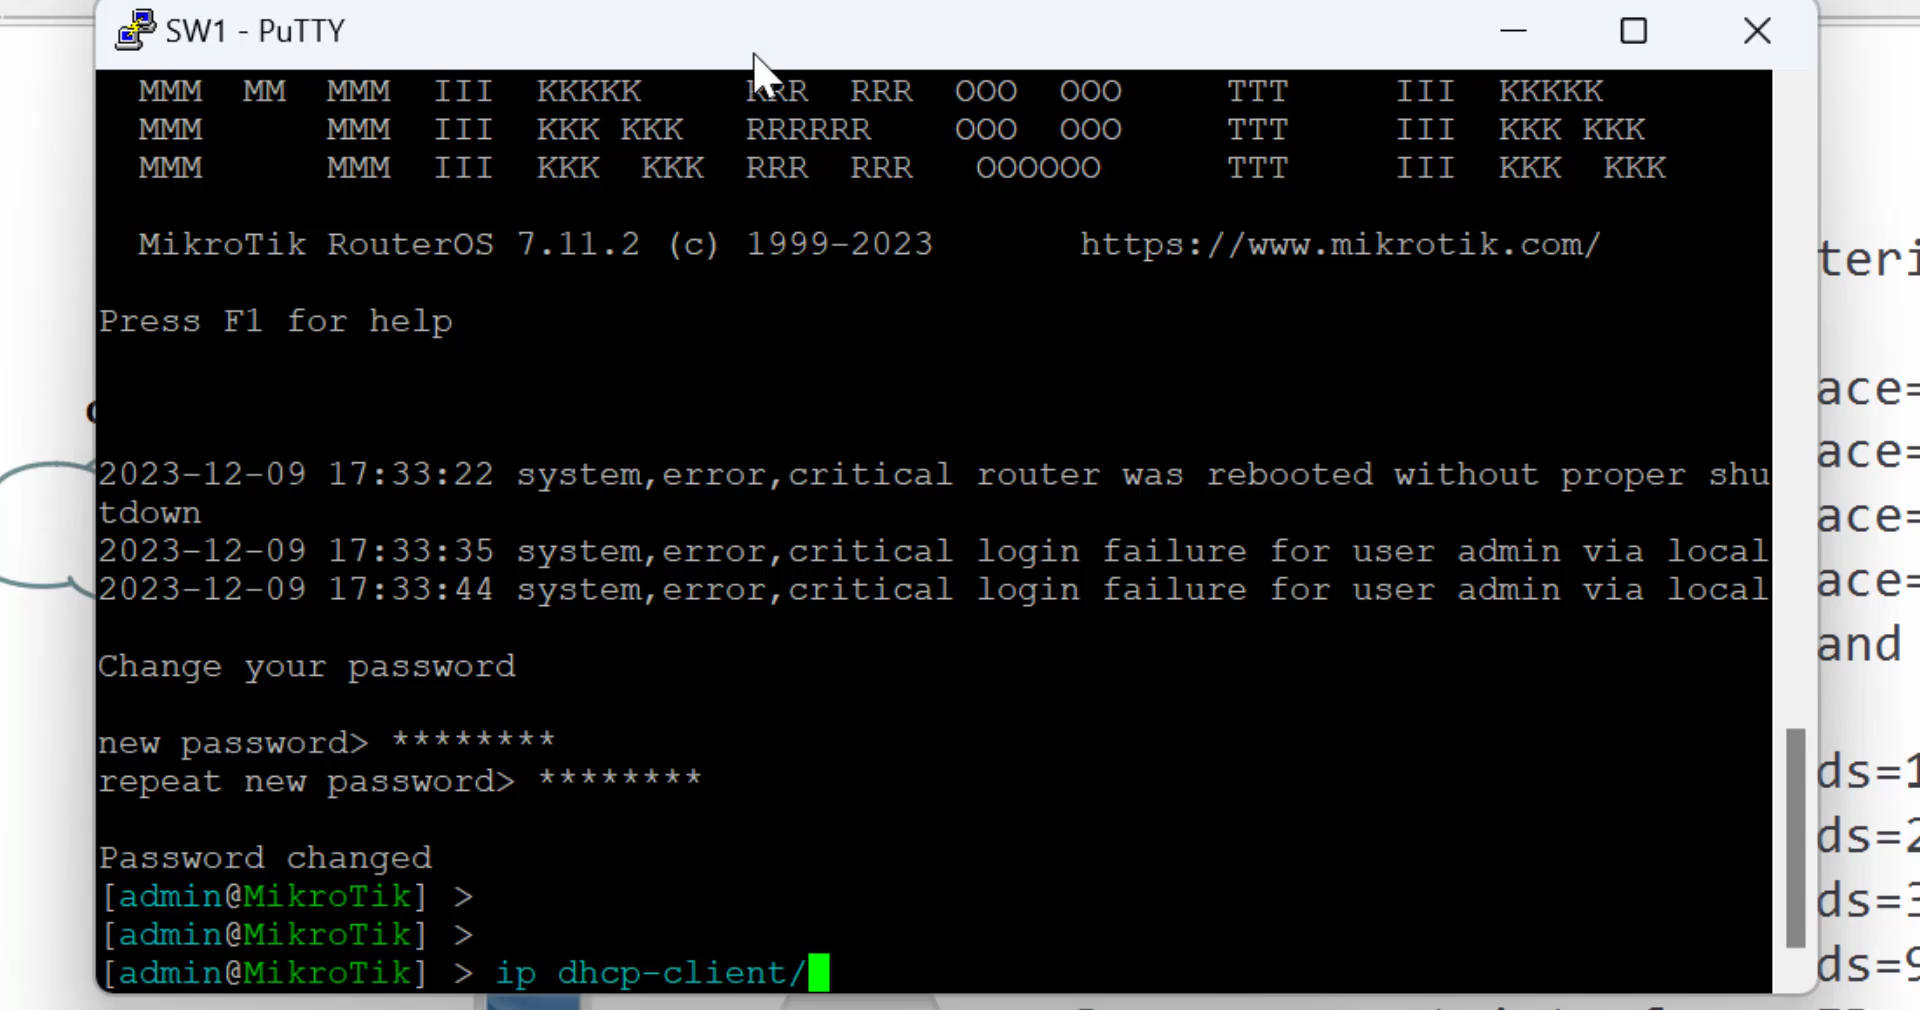 SW1 - PuTTY
MMM MM MMM III KKKKK RRR RRR OOO OOO TTT III KKKKK
MMM MMM III KKK KKK RRRRRR OOO OOO TTT III KKK KKK
MMM MMM III KKK KKK RRR RRR OOOOOO TTT III KKK KKK
MikroTik RouterOS 7.11.2 (c) 1999-2023 https://www.mikrotik.com/
Press F1 for help
2023-12-09 17:33:22 system,error,critical router was rebooted without proper shu
tdown
2023-12-09 17:33:35 system,error,critical login failure for user admin via local
2023-12-09 17:33:44 system,error,critical login failure for user admin via local
Change your password
new password> ********
repeat new password> ********
Password changed
[admin@MikroTik] >
[admin@MikroTik] >
[admin@MikroTik] > ip dhcp-client/
teri
ace=
ace=
ace=
ace=
and
ds=1
ds=2
ds=3
ds=9